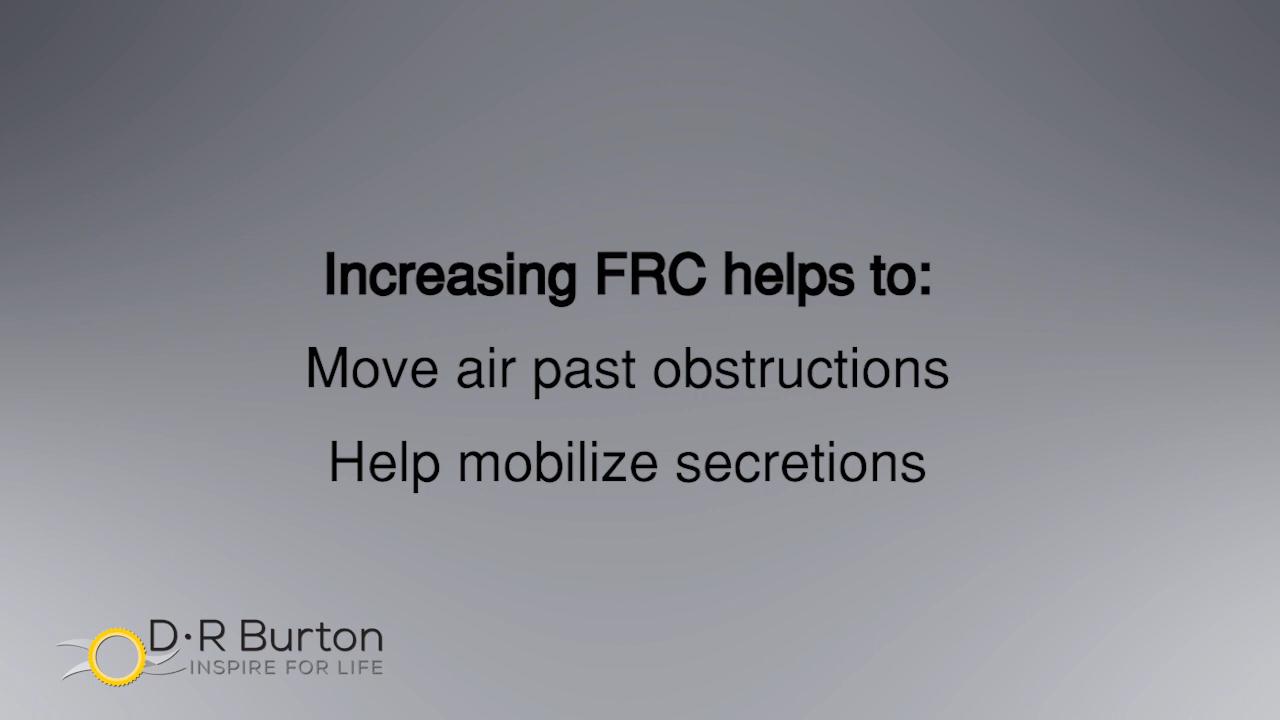 Increasing FRC helps to:
Move air past obstructions
Help mobilize secretions
D·R Burton
INSPIRE FOR LIFE